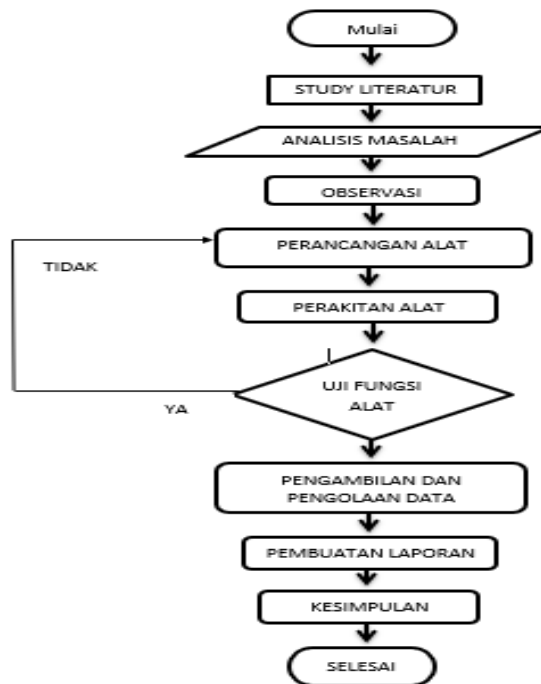 Mulai
STUDY LITERATUR
ANALISIS MASALAH
OBSERVASI
PERANCANGAN ALAT
TIDAK
PERAKITAN ALAT
UJI FUNGSI
ALAT
YA
PENGAMBILAN DAN
PENGOLAAN DATA
PEMBUATAN LAPORAN
KESIMPULAN
SELESAI